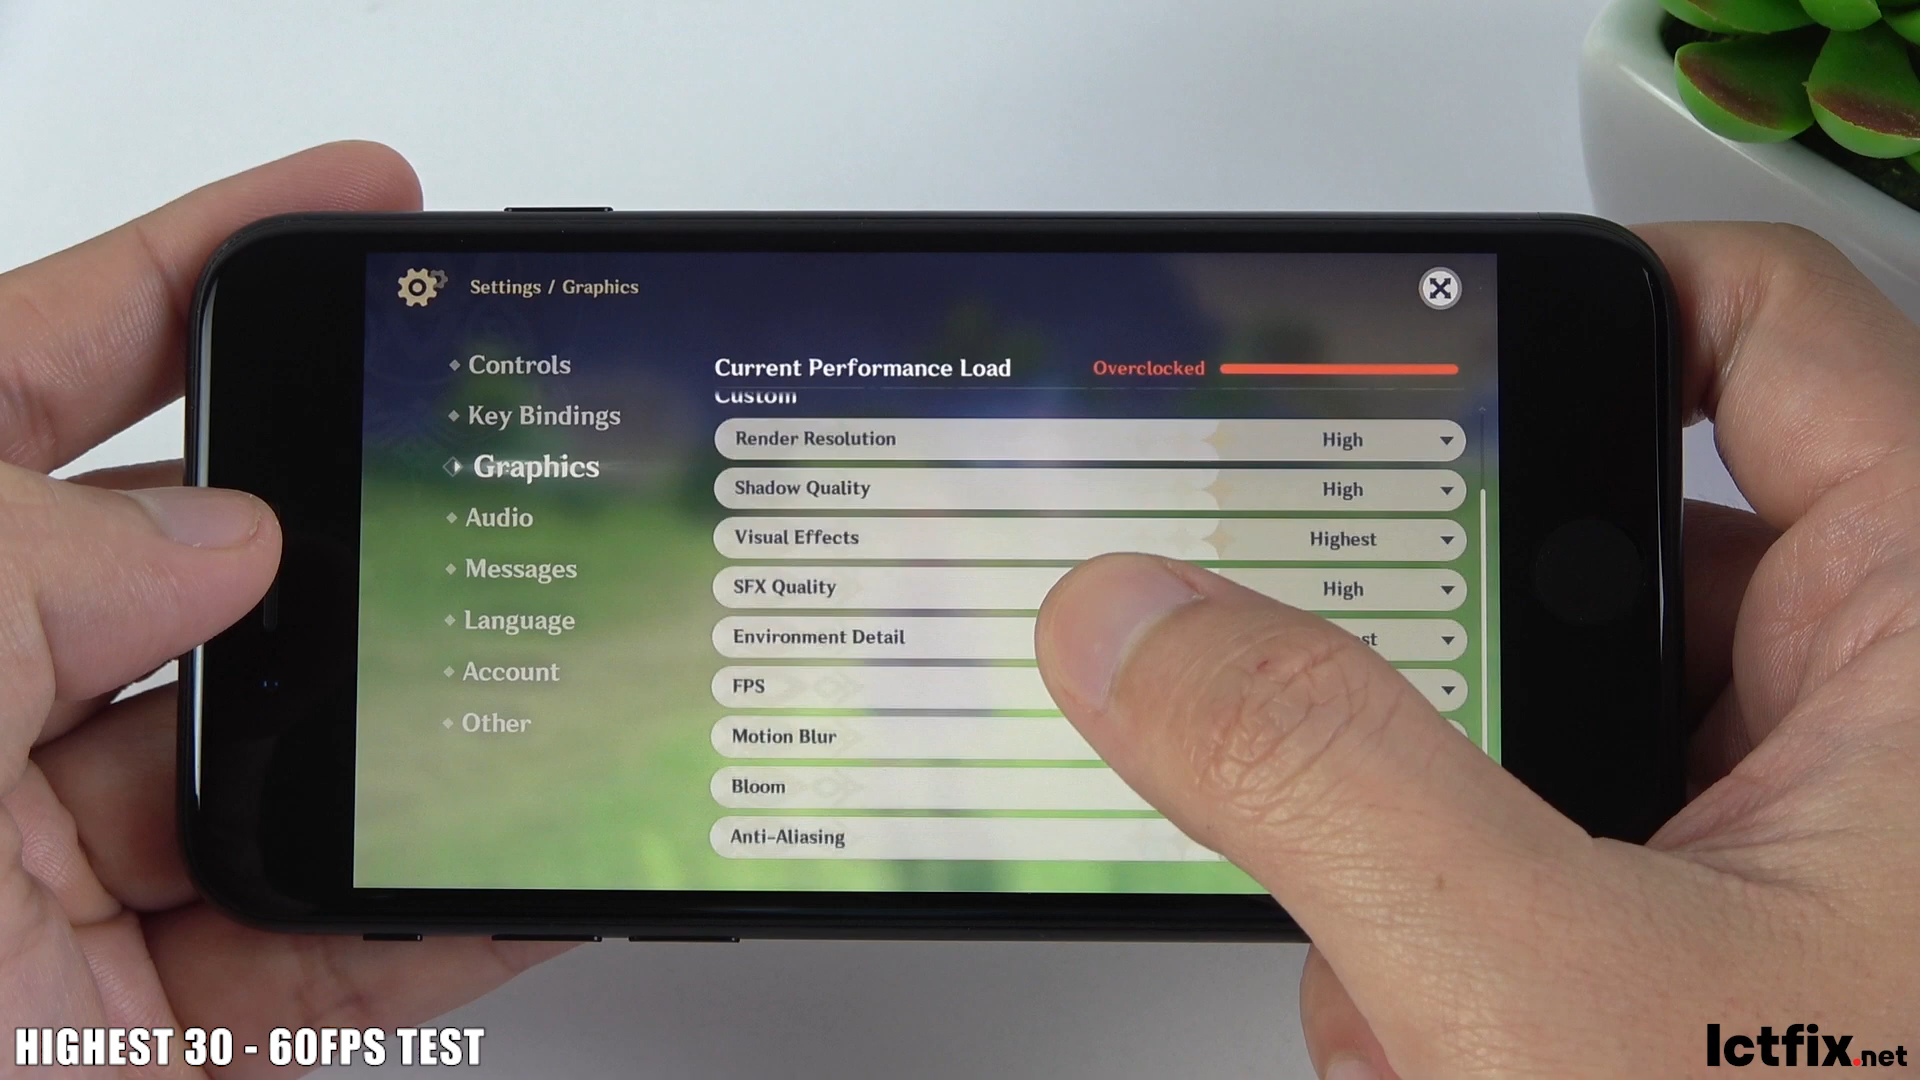 Settings / Graphics
Controls
Key Bindings
Graphics
Audio
Messages
Language
Account
Other
Current Performance Load Overclocked
Custom
Render Resolution High
Shadow Quality High
Visual Effects Highest
SFX Quality High
Environment Detail
FPS
Motion Blur
Bloom
Anti-Aliasing
HIGHEST 30 - 60FPS TEST
Ictfix.net